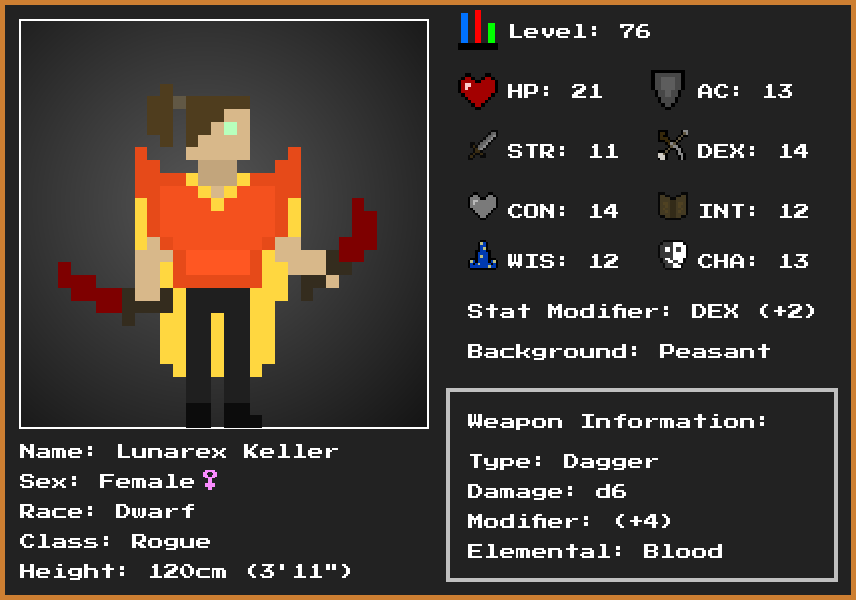 Level: 76
HP: 21 AC: 13
STR: 11 DEX: 14
CON: 14 INT: 12
WIS: 12 CHA: 13
Stat Modifier: DEX (+2)
Background: Peasant
Weapon Information:
Type: Dagger
Damage: d6
Modifier: (+4)
Elemental: Blood
Name: Lunarex Keller
Sex: Female♀
Race: Dwarf
Class: Rogue
Height: 120cm (3'11")